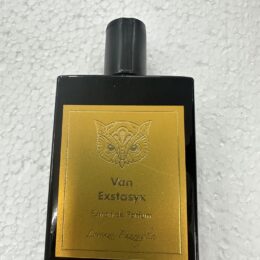 Van
Exstasyx
Extrait de Parfum